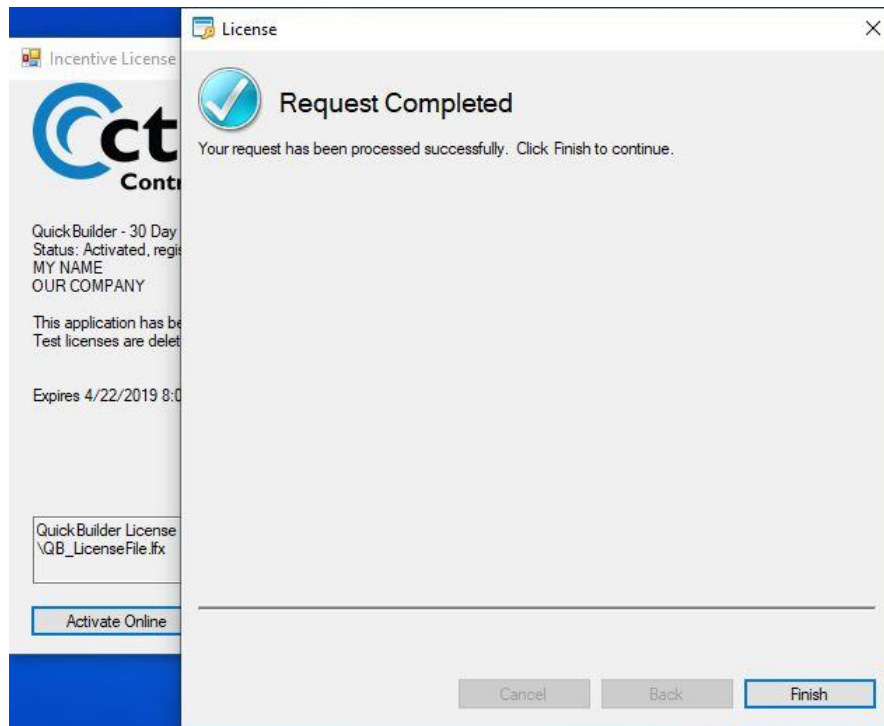 License
Incentive License
Request Completed
Your request has been processed successfully. Click Finish to continue.
ct
Contr
QuickBuilder - 30 Day
Status: Activated, regis
MY NAME
OUR COMPANY
This application has be
Test licenses are delet
Expires 4/22/2019 8:0
QuickBuilder License
\QB_LicenseFile.lfx
Activate Online
Cancel
Back
Finish